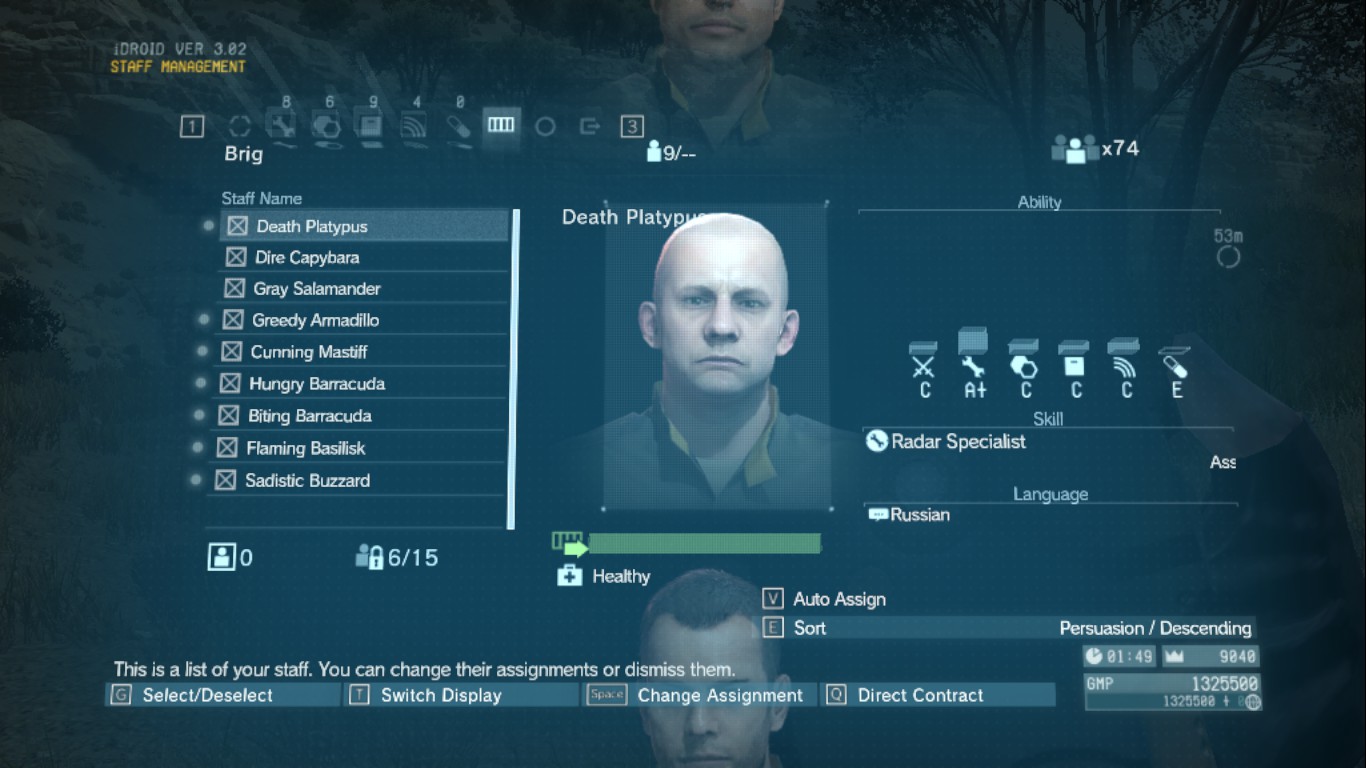 iDROID VER 3.02
STAFF MANAGEMENT
8 6 9 4 0
1 3
Brig
9/--
x74
Staff Name
Death Platypus
Dire Capybara
Gray Salamander
Greedy Armadillo
Cunning Mastiff
Hungry Barracuda
Biting Barracuda
Flaming Basilisk
Sadistic Buzzard
0
6/15
Death Platypus
Healthy
Ability
53m
C A+ C C C E
Skill
Radar Specialist
Ass
Language
Russian
V Auto Assign
E Sort
Persuasion / Descending
01:49 9040
GMP 1325500
1325500 + 0
This is a list of your staff. You can change their assignments or dismiss them.
G Select/Deselect T Switch Display Space Change Assignment Q Direct Contract